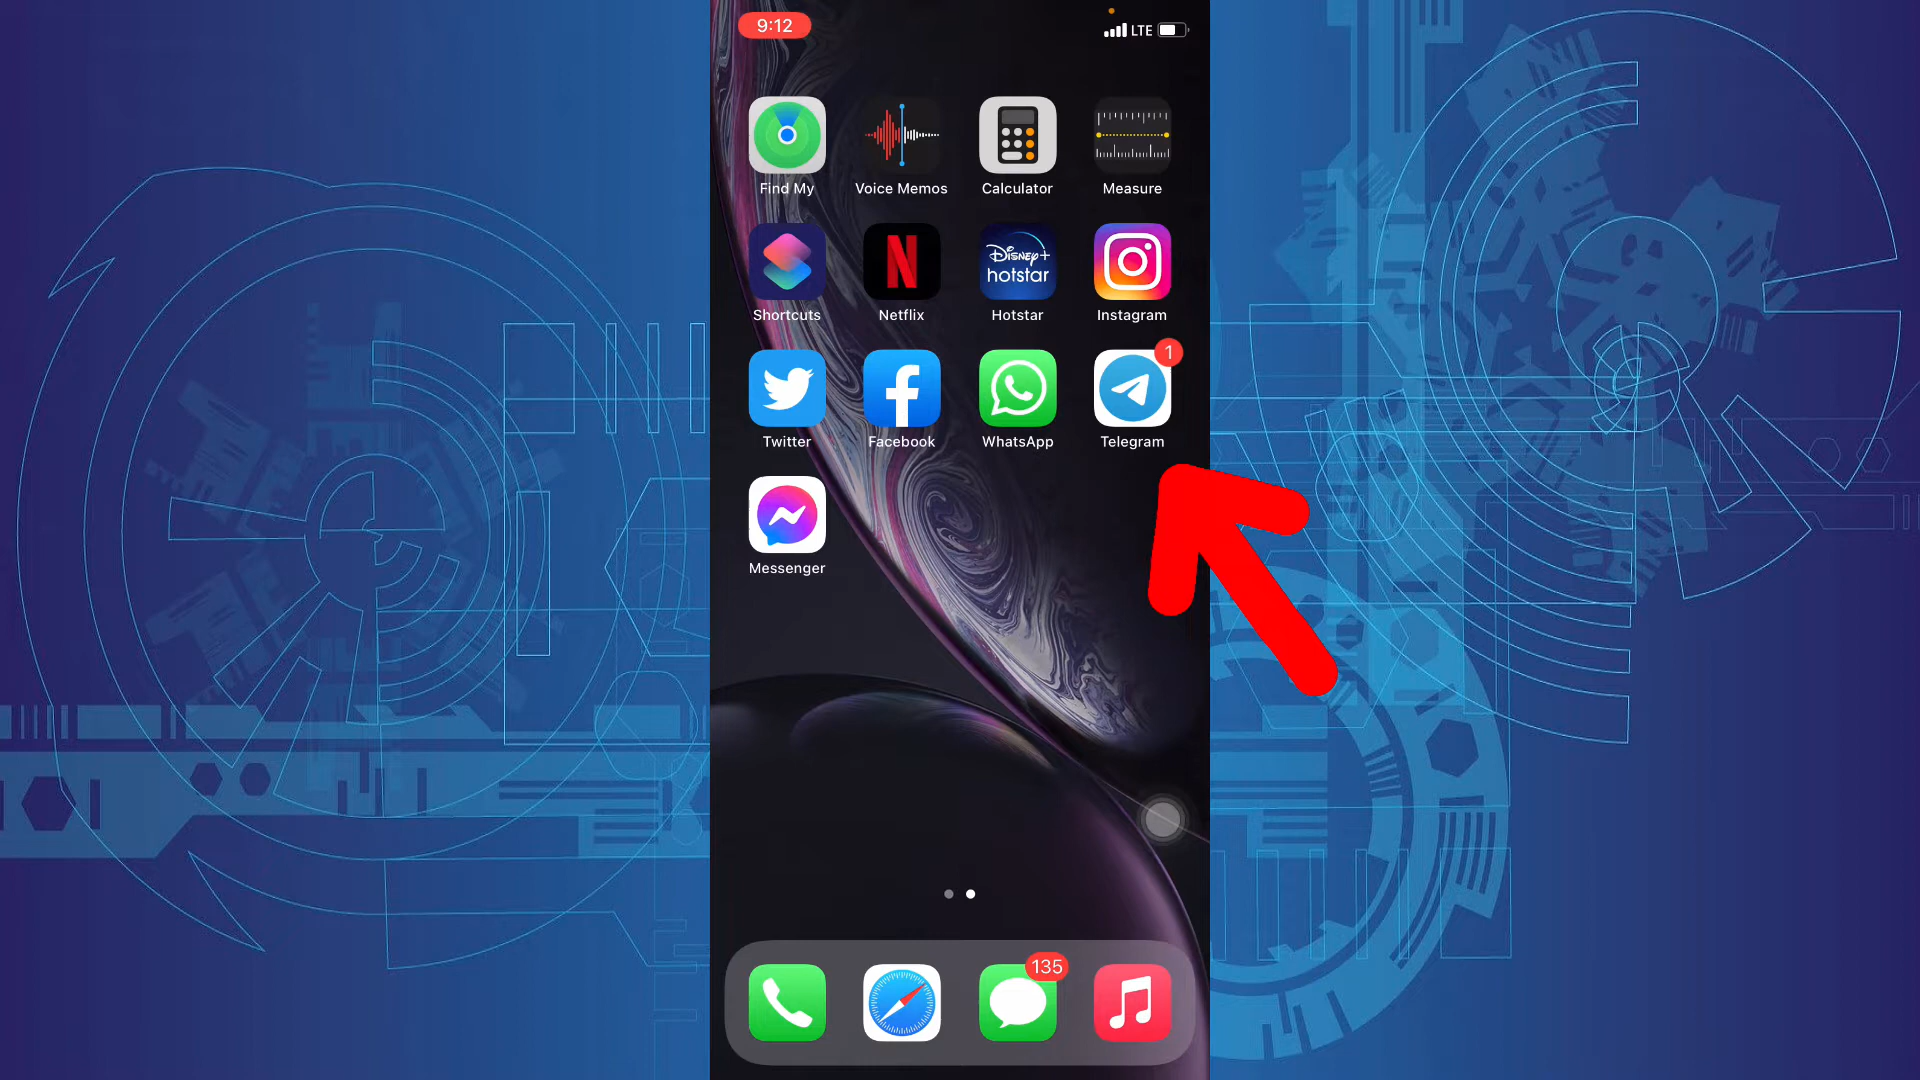 9:12 LTE
Find My Voice Memos Calculator Measure
Disney+
hotstar
Shortcuts Netflix Hotstar Instagram
1
Twitter Facebook WhatsApp Telegram
Messenger
135